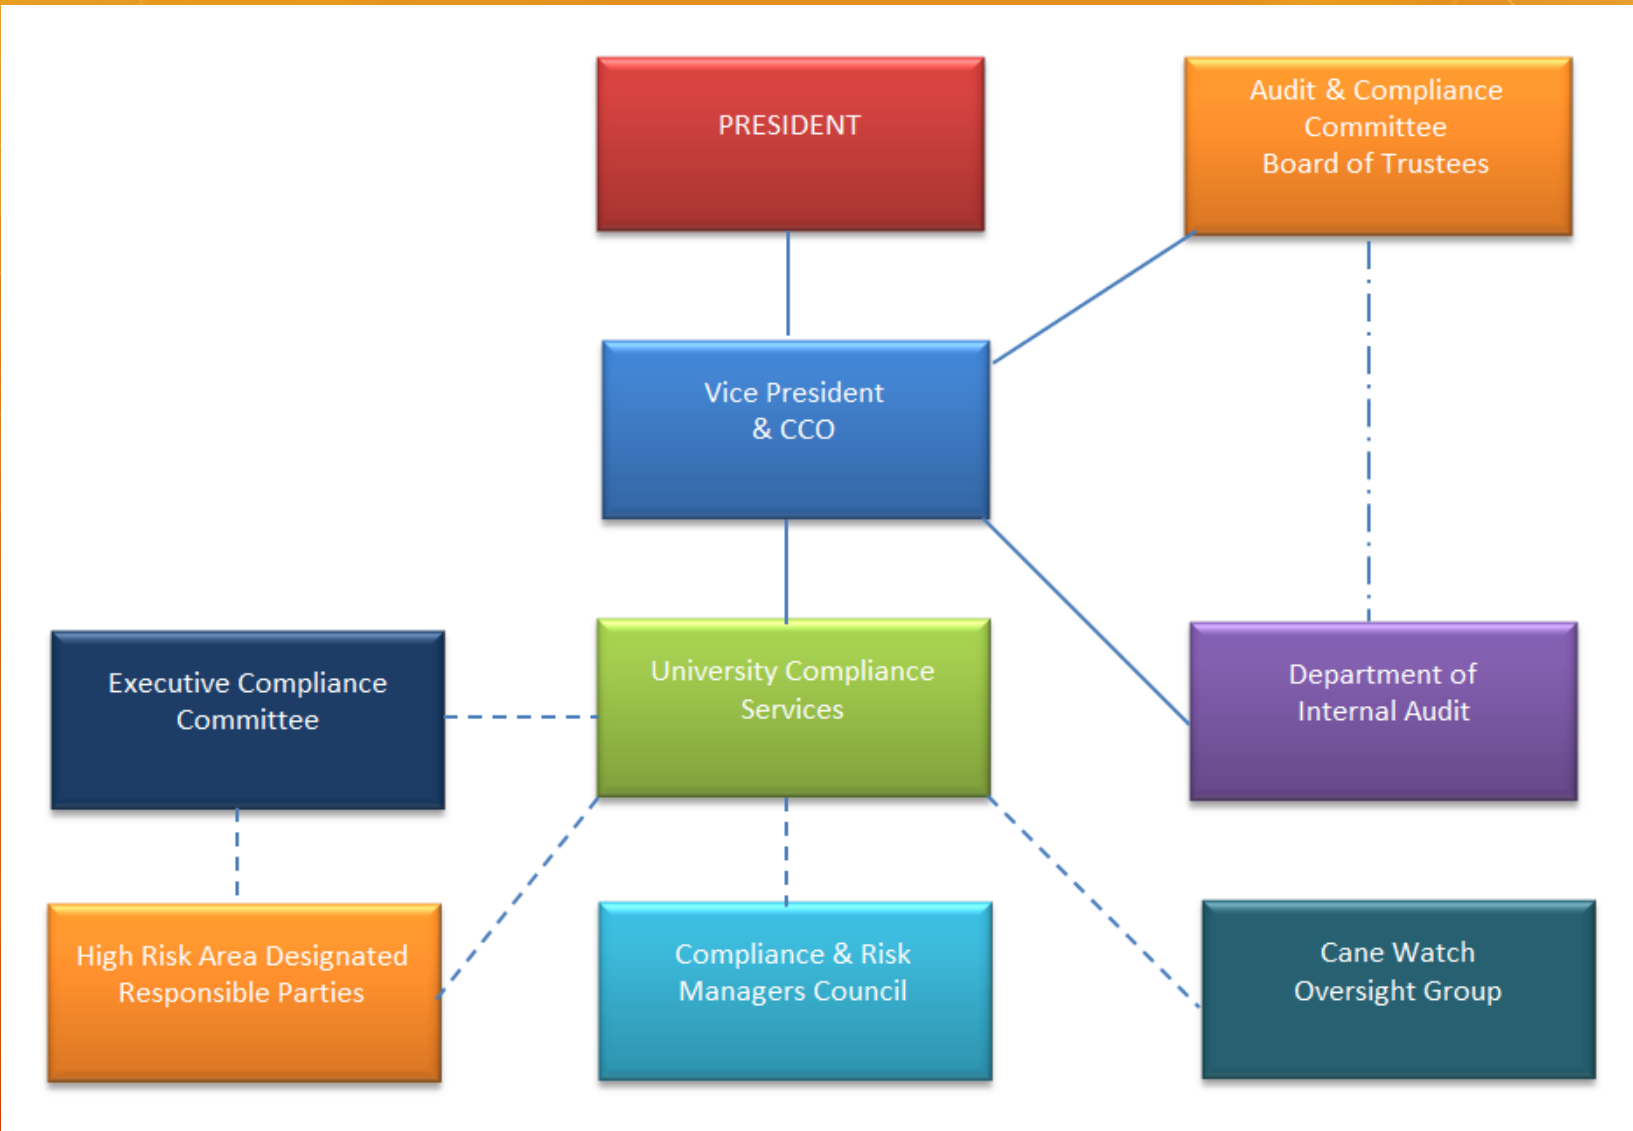 PRESIDENT
Audit & Compliance
Committee
Board of Trustees
Vice President
& CCO
Executive Compliance
Committee
University Compliance
Services
Department of
Internal Audit
High Risk Area Designated
Responsible Parties
Compliance & Risk
Managers Council
Cane Watch
Oversight Group